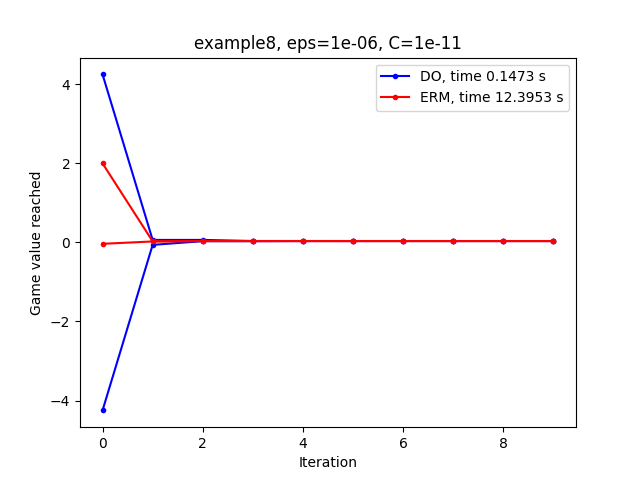 example8, eps=1e-06, C=1e-11
DO, time 0.1473 s
ERM, time 12.3953 s
Game value reached
4
2
0
−2
−4
0 2 4 6 8
Iteration